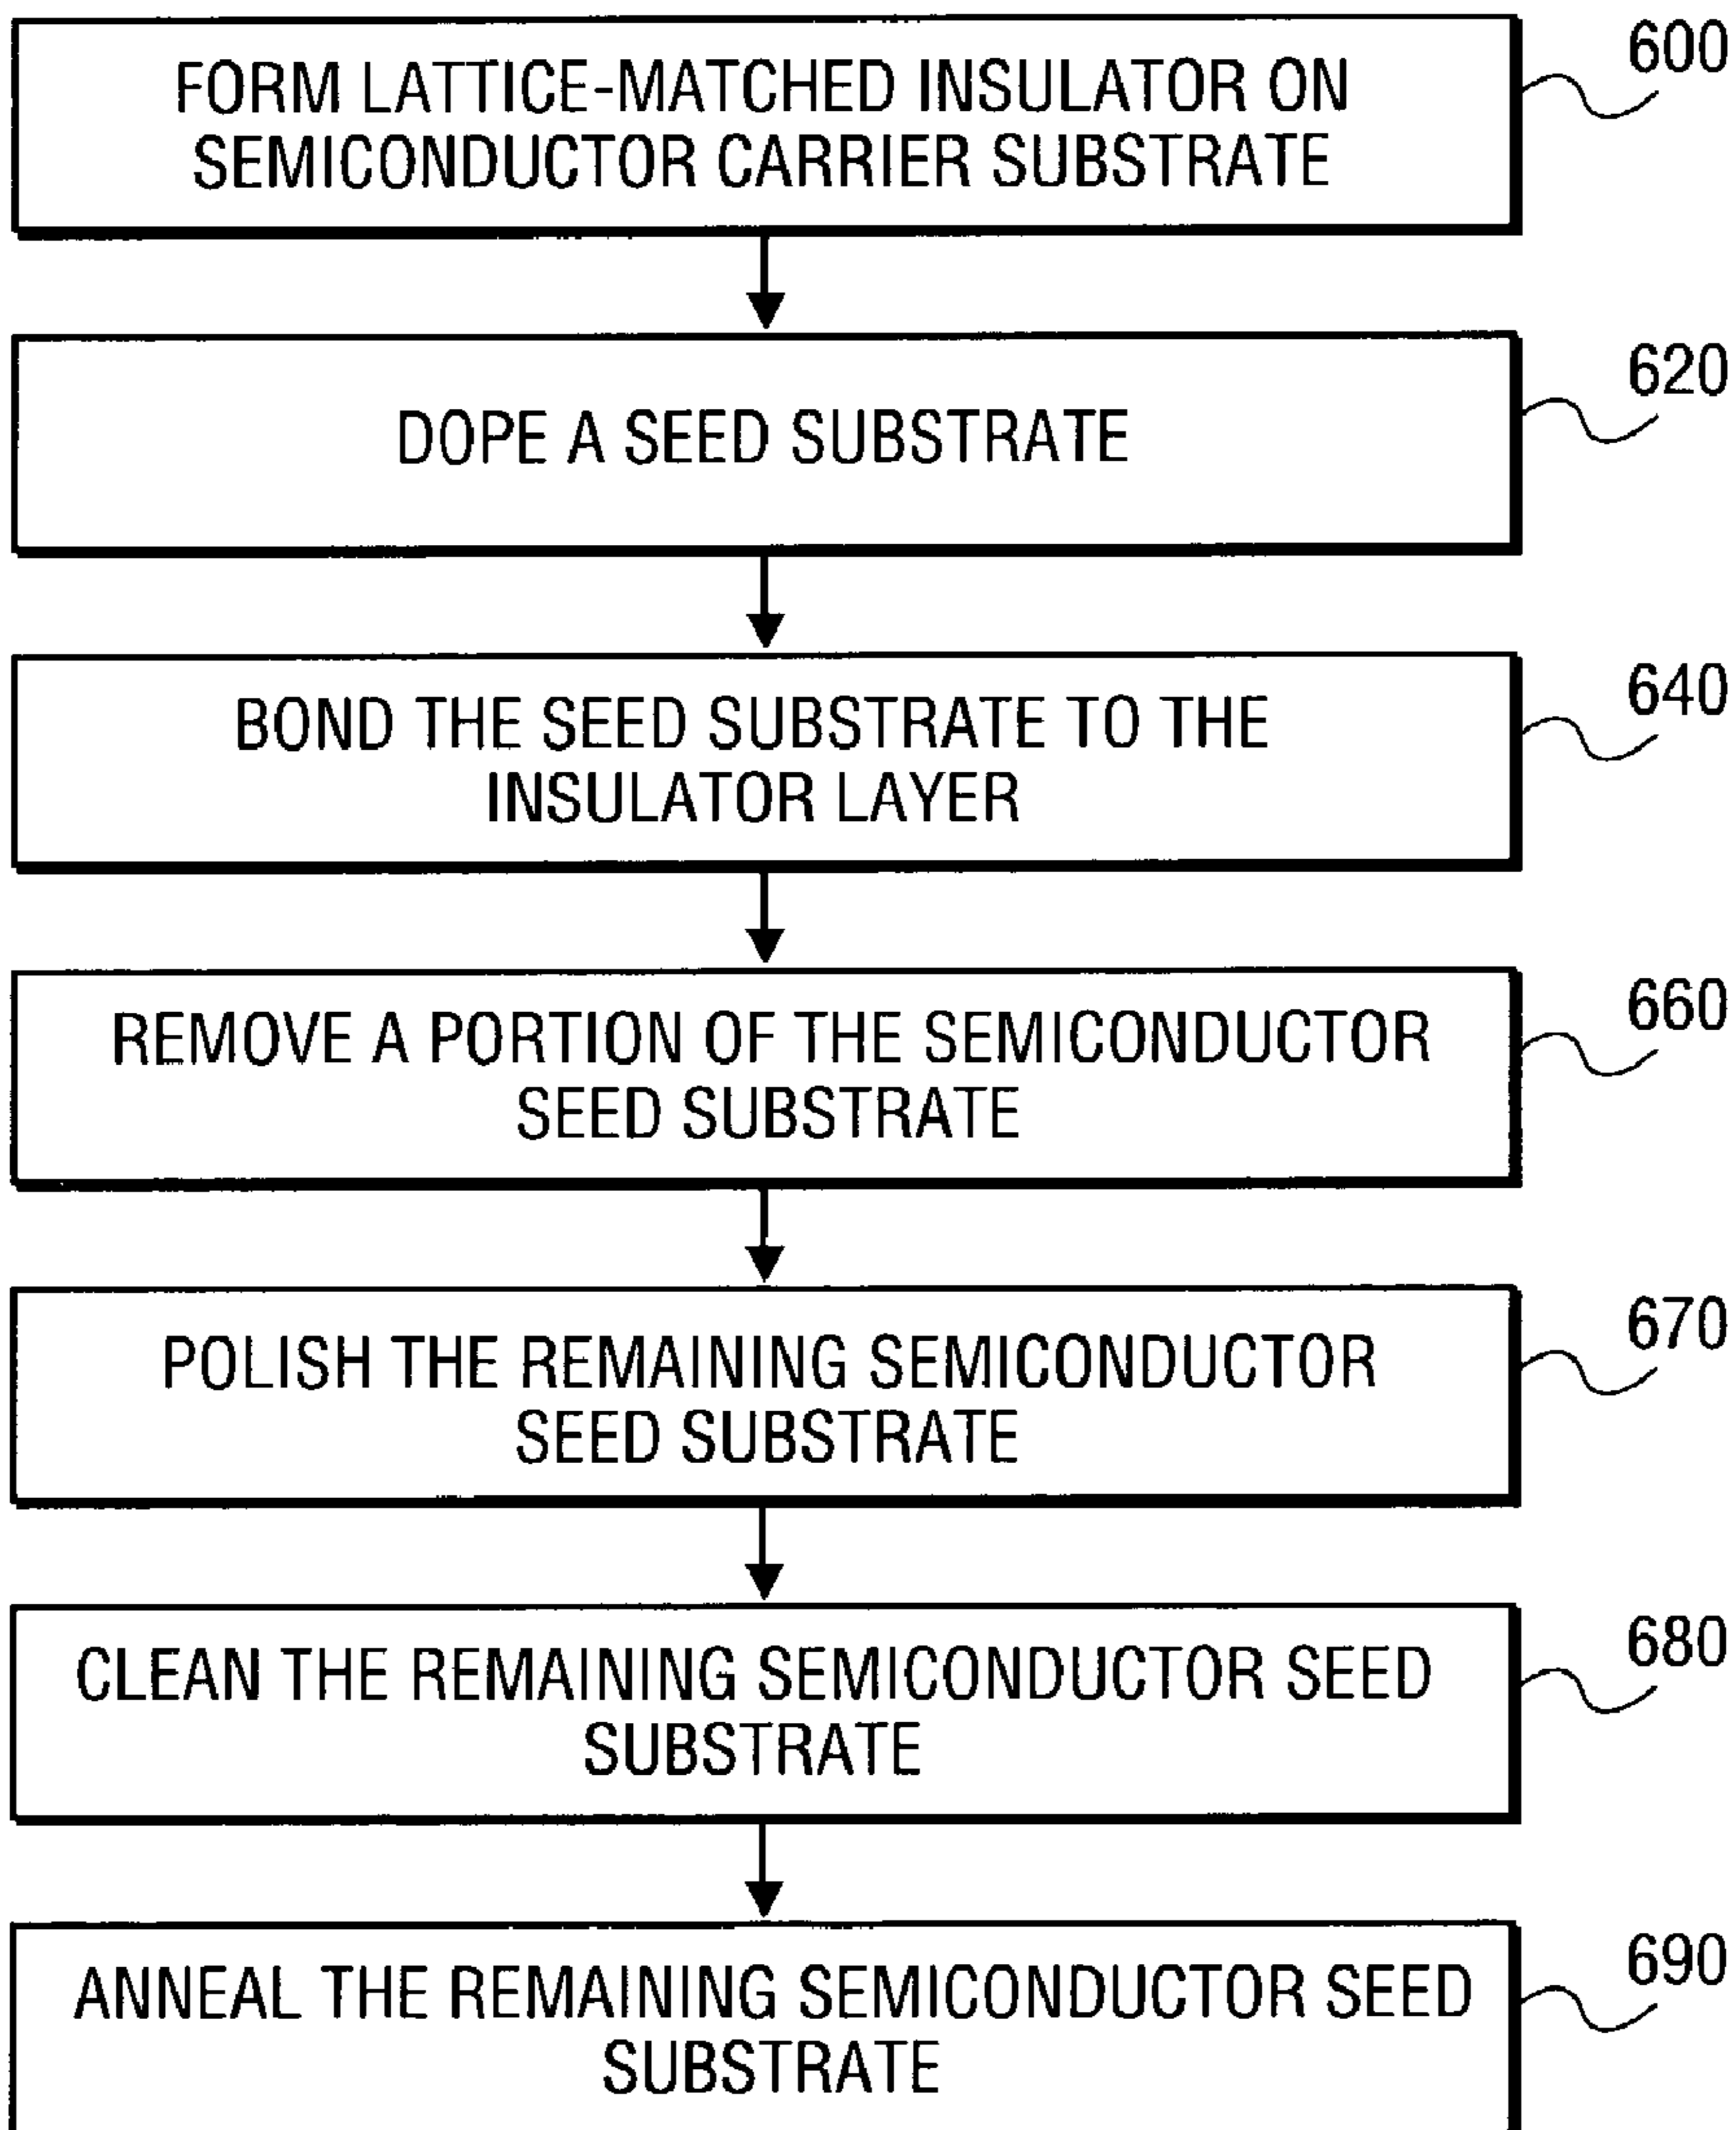 FORM LATTICE-MATCHED INSULATOR ON
SEMICONDUCTOR CARRIER SUBSTRATE
600
DOPE A SEED SUBSTRATE
620
BOND THE SEED SUBSTRATE TO THE
INSULATOR LAYER
640
REMOVE A PORTION OF THE SEMICONDUCTOR
SEED SUBSTRATE
660
POLISH THE REMAINING SEMICONDUCTOR
SEED SUBSTRATE
670
CLEAN THE REMAINING SEMICONDUCTOR SEED
SUBSTRATE
680
ANNEAL THE REMAINING SEMICONDUCTOR SEED
SUBSTRATE
690